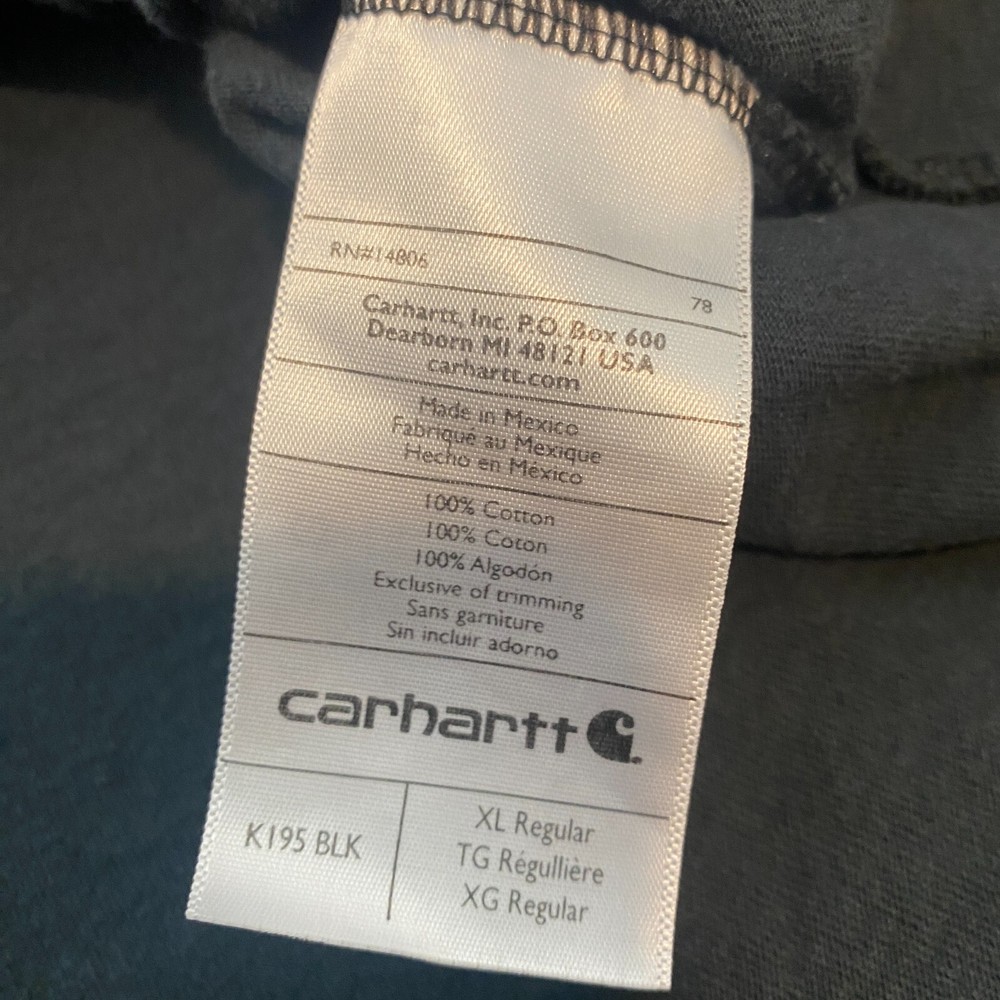 RN#14806
78
Carhartt, Inc. P.O. Box 600
Dearborn MI 48121 USA
carhartt.com
Made in Mexico
Fabriqué au Mexique
Hecho en México
100% Cotton
100% Coton
100% Algodón
Exclusive of trimming
Sans garniture
Sin incluir adorno
carhartt
K195 BLK
XL Regular
TG Régullière
XG Regular